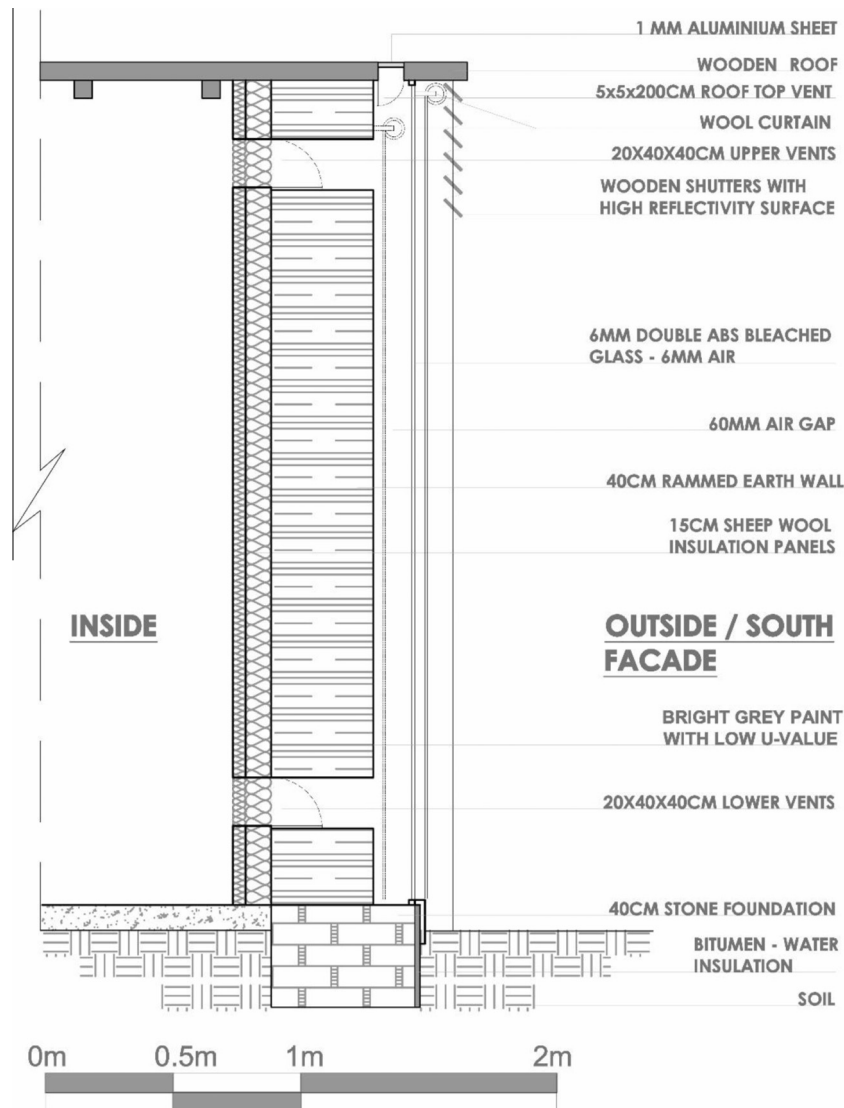 1 MM ALUMINIUM SHEET
WOODEN ROOF
5x5x200CM ROOF TOP VENT
WOOL CURTAIN
20X40X40CM UPPER VENTS
WOODEN SHUTTERS WITH
HIGH REFLECTIVITY SURFACE
6MM DOUBLE ABS BLEACHED
GLASS - 6MM AIR
60MM AIR GAP
40CM RAMMED EARTH WALL
15CM SHEEP WOOL
INSULATION PANELS
INSIDE
OUTSIDE / SOUTH
FACADE
BRIGHT GREY PAINT
WITH LOW U-VALUE
20X40X40CM LOWER VENTS
40CM STONE FOUNDATION
BITUMEN - WATER
INSULATION
SOIL
0m 0.5m 1m 2m